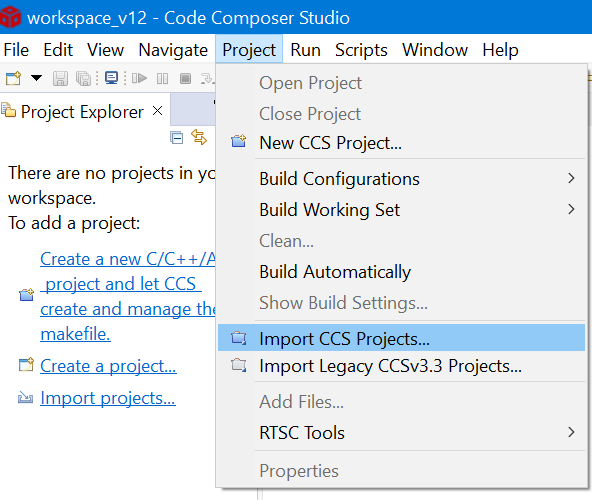 workspace_v12 - Code Composer Studio
File Edit View Navigate Project Run Scripts Window Help
Project Explorer
There are no projects in
workspace.
To add a project:
Create a new C/C++/A
project and let CCS
create and manage the
makefile.
Create a project...
Import projects...
Open Project
Close Project
New CCS Project...
Build Configurations
Build Working Set
Clean...
Build Automatically
Show Build Settings...
Import CCS Projects...
Import Legacy CCSv3.3 Projects...
Add Files...
RTSC Tools
Properties